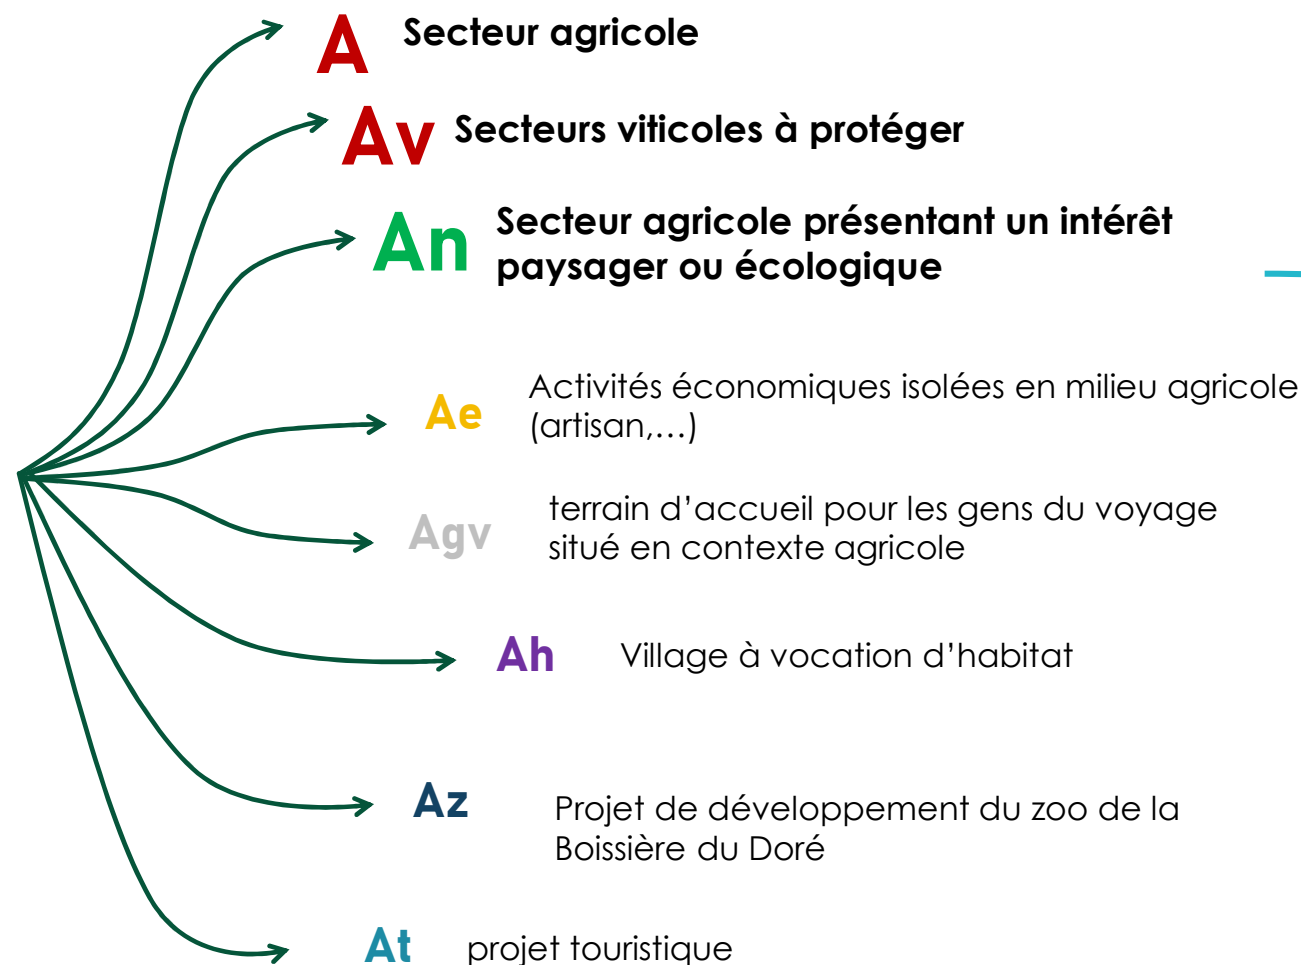 A Secteur agricole
Av Secteurs viticoles à protéger
An Secteur agricole présentant un intérêt
paysager ou écologique
Ae Activités économiques isolées en milieu agricole
(artisan,…)
Agv terrain d’accueil pour les gens du voyage
situé en contexte agricole
Ah Village à vocation d’habitat
Az Projet de développement du zoo de la
Boissière du Doré
At projet touristique